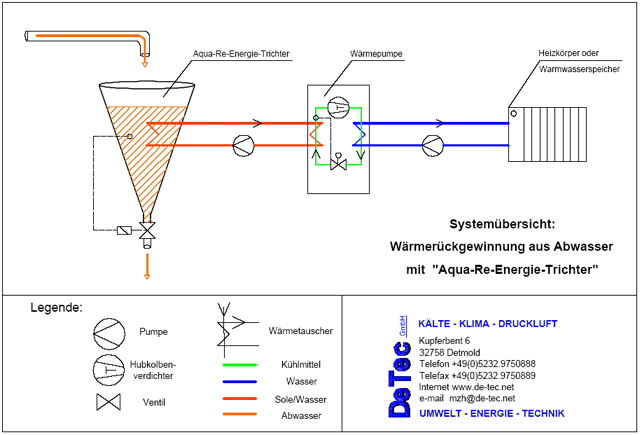 Aqua-Re-Energie-Trichter
Wärmepumpe
Heizkörper oder
Warmwasserspeicher
Systemübersicht:
Wärmerückgewinnung aus Abwasser
mit "Aqua-Re-Energie-Trichter"
Legende:
Pumpe
Hubkolben-
verdichter
Ventil
Wärmetauscher
Kühlmittel
Wasser
Sole/Wasser
Abwasser
DeTec GmbH
KÄLTE - KLIMA - DRUCKLUFT
Kupferbent 6
32758 Detmold
Telefon +49(0)5232.9750888
Telefax +49(0)5232.9750889
Internet www.de-tec.net
e-mail mzh@de-tec.net
UMWELT - ENERGIE - TECHNIK